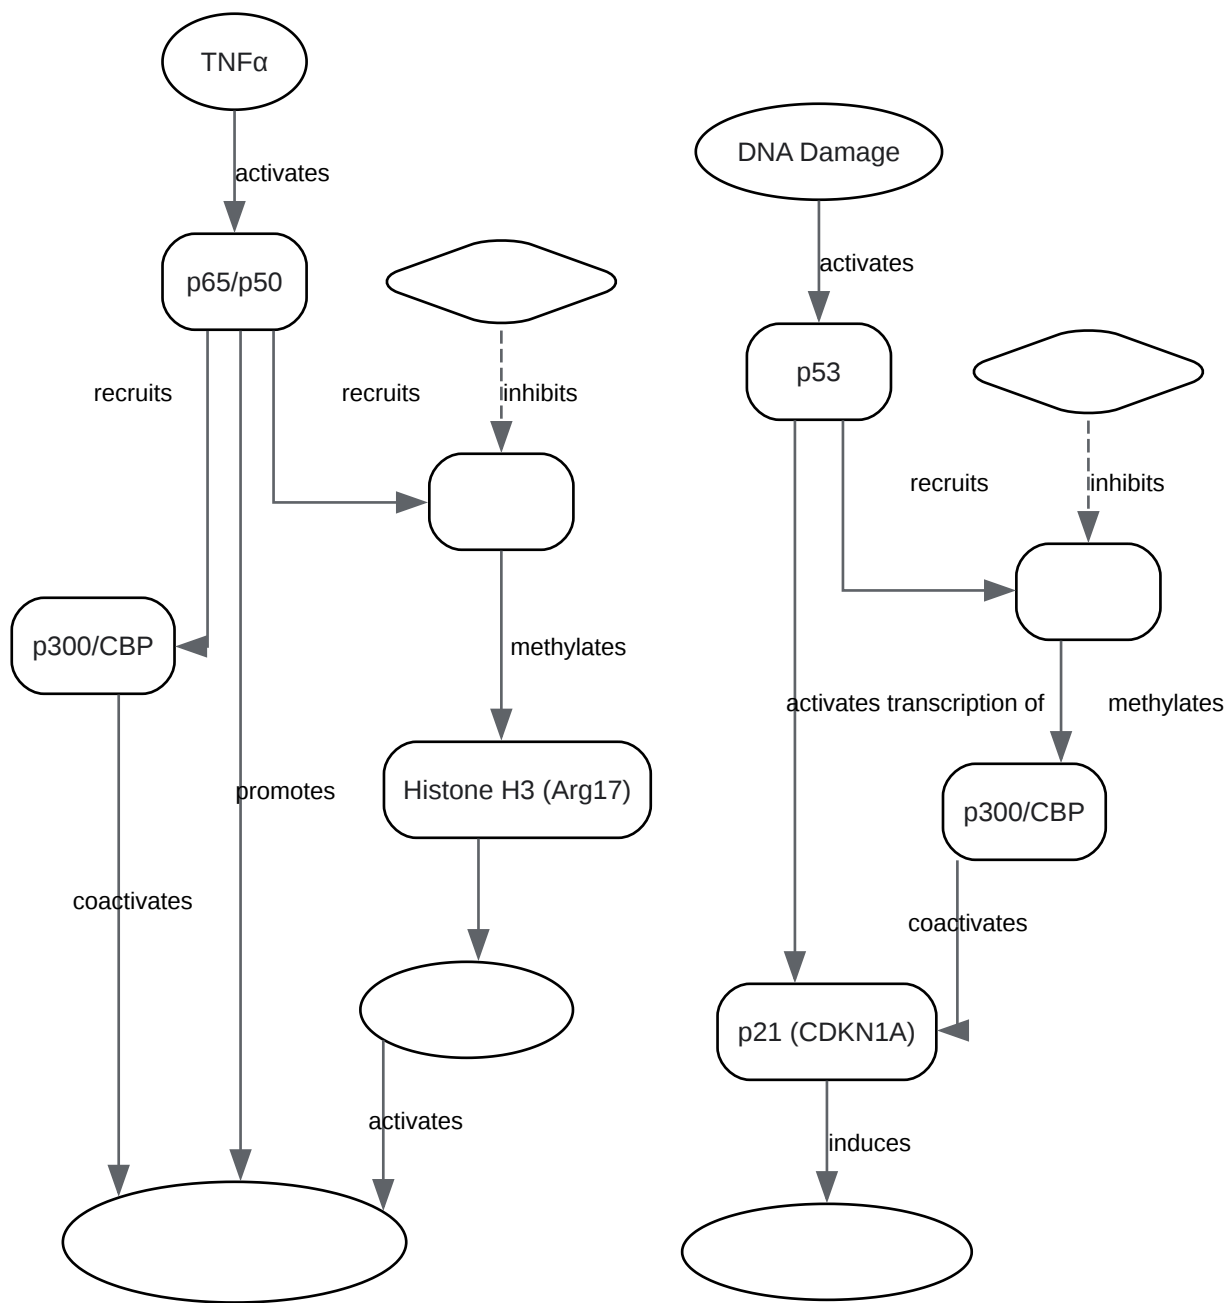 TNFα
DNA Damage
activates
activates
p65/p50
p53
recruits
recruits
inhibits
recruits
inhibits
p300/CBP
methylates
activates transcription of
methylates
promotes
Histone H3 (Arg17)
p300/CBP
coactivates
coactivates
p21 (CDKN1A)
activates
induces